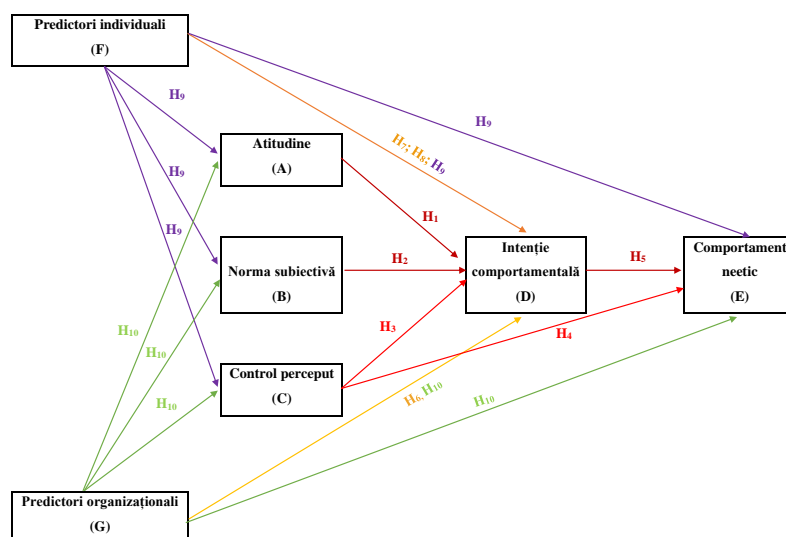 Predictori individuali
(F)
H₉
H₉
H₇; H₈; H₉
Atitudine
(A)
H₉
H₁
H₉
Norma subiectivă
(B)
H₂
Intenție
comportamentală
(D)
H₅
Comportament
neetic
(E)
H₁₀
H₁₀
H₃
H₄
Control perceput
(C)
H₁₀
H₆, H₁₀
H₁₀
Predictori organizaționali
(G)